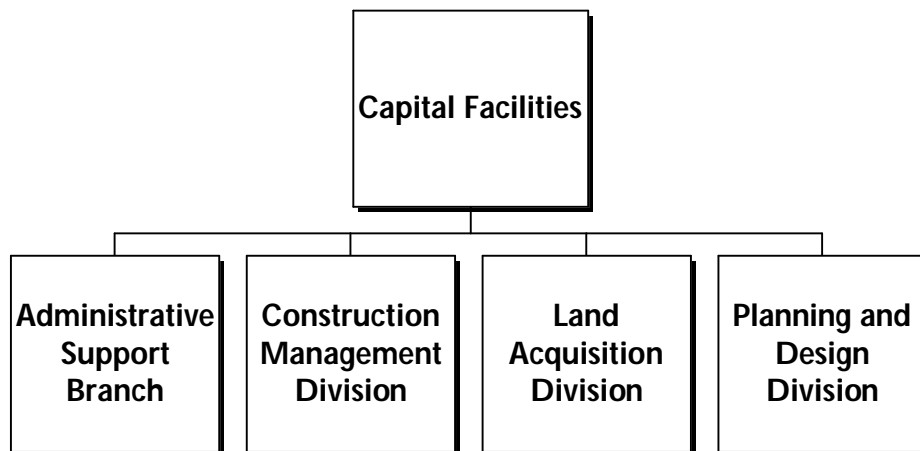 Capital Facilities
Administrative
Support
Branch
Construction
Management
Division
Land
Acquisition
Division
Planning and
Design
Division